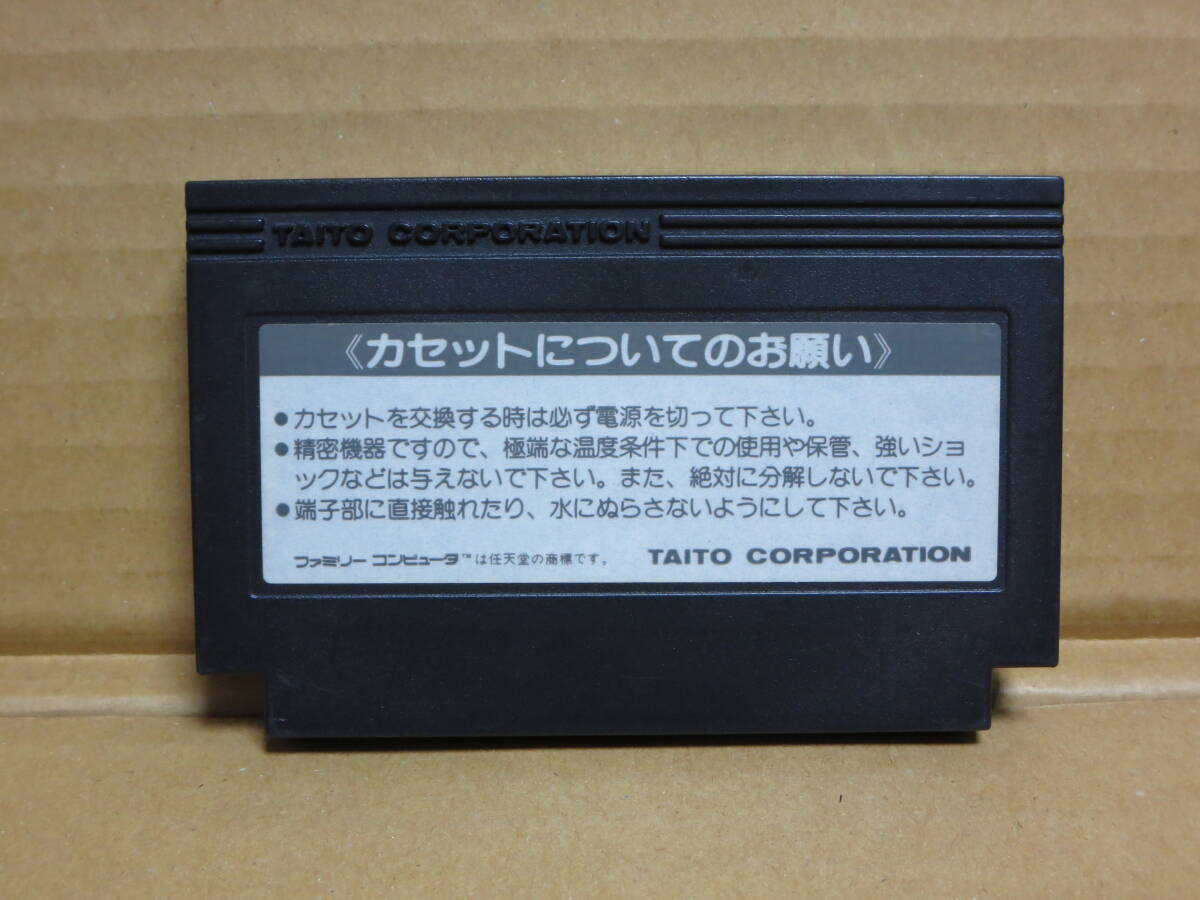 TAITO CORPORATION
《カセットについてのお願い》
●カセットを交換する時は必ず電源を切って下さい。
●精密機器ですので、極端な温度条件下での使用や保管、強いショ
ックなどは与えないで下さい。また、絶対に分解しないで下さい。
●端子部に直接触れたり、水にぬらさないようにして下さい。
ファミリー コンピュータ™は任天堂の商標です。 TAITO CORPORATION